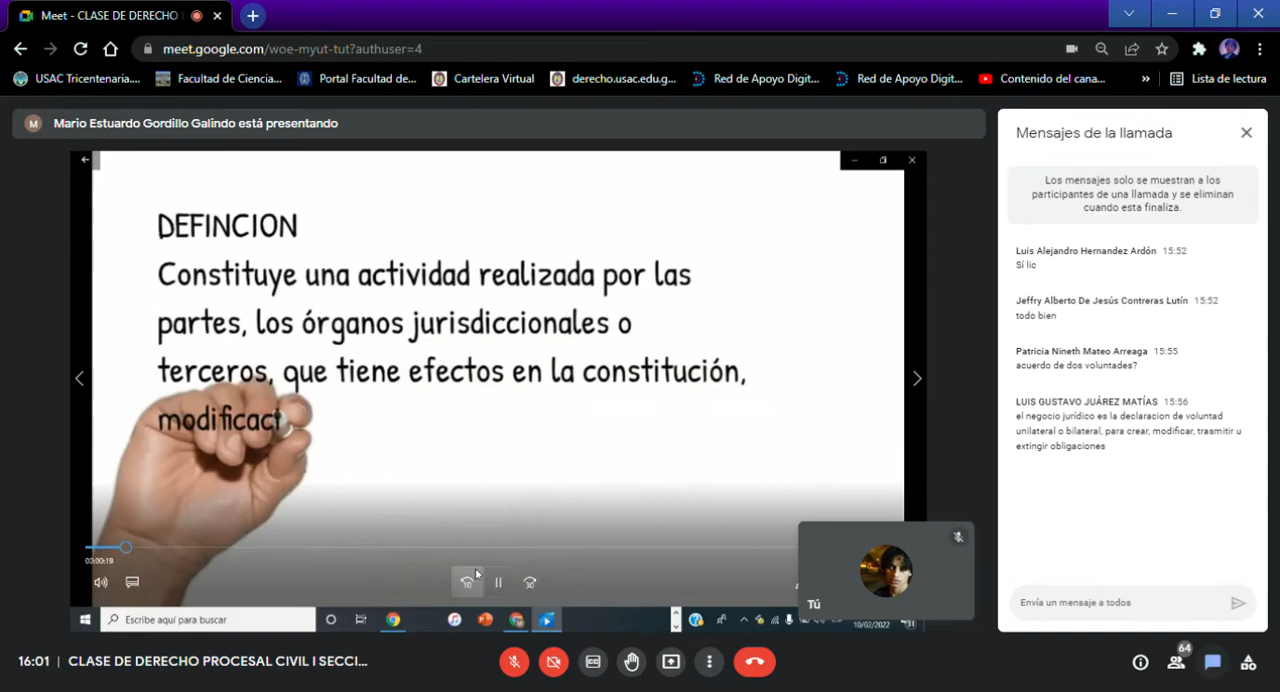 Meet - CLASE DE DERECHO
meet.google.com/woe-myut-tut?authuser=4
USAC Tricentenaria....
Facultad de Ciencia...
Portal Facultad de...
Cartelera Virtual
derecho.usac.edu.g...
Red de Apoyo Digit...
Red de Apoyo Digit...
Contenido del cana...
»
Lista de lectura
M
Mario Estuardo Gordillo Galindo está presentando
DEFINCION
Constituye una actividad realizada por las
partes, los órganos jurisdiccionales o
terceros, que tiene efectos en la constitución,
modificaci
00:00:19
10
30
Tú
Escribe aquí para buscar
10/02/2022
31
Mensajes de la llamada
Los mensajes solo se muestran a los
participantes de una llamada y se eliminan
cuando esta finaliza.
Luis Alejandro Hernandez Ardón 15:52
Sí lic
Jeffry Alberto De Jesús Contreras Lutín 15:52
todo bien
Patricia Nineth Mateo Arreaga 15:55
acuerdo de dos voluntades?
LUIS GUSTAVO JUÁREZ MATÍAS 15:56
el negocio jurídico es la declaracion de voluntad
unilateral o bilateral, para crear, modificar, trasmitir u
extingir obligaciones
Envía un mensaje a todos
16:01 | CLASE DE DERECHO PROCESAL CIVIL I SECCI...
64